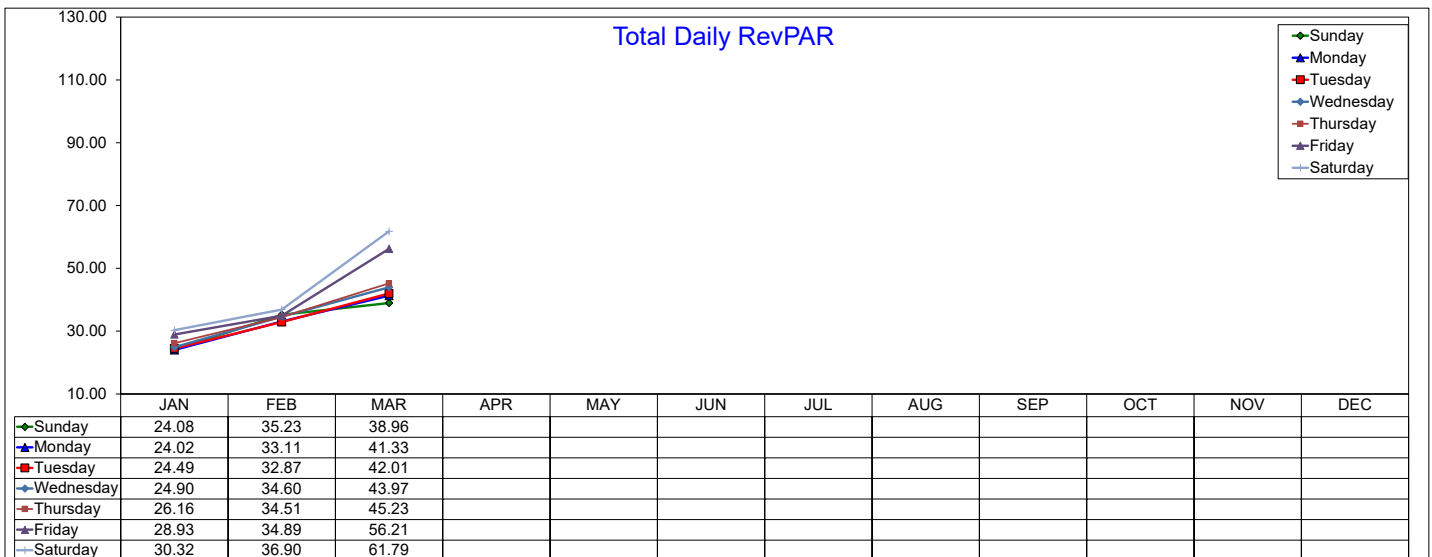 Total Daily RevPAR
130.00
110.00
90.00
70.00
50.00
30.00
10.00
Sunday
Monday
Tuesday
Wednesday
Thursday
Friday
Saturday
JAN FEB MAR APR MAY JUN JUL AUG SEP OCT NOV DEC
Sunday 24.08 35.23 38.96
Monday 24.02 33.11 41.33
Tuesday 24.49 32.87 42.01
Wednesday 24.90 34.60 43.97
Thursday 26.16 34.51 45.23
Friday 28.93 34.89 56.21
Saturday 30.32 36.90 61.79